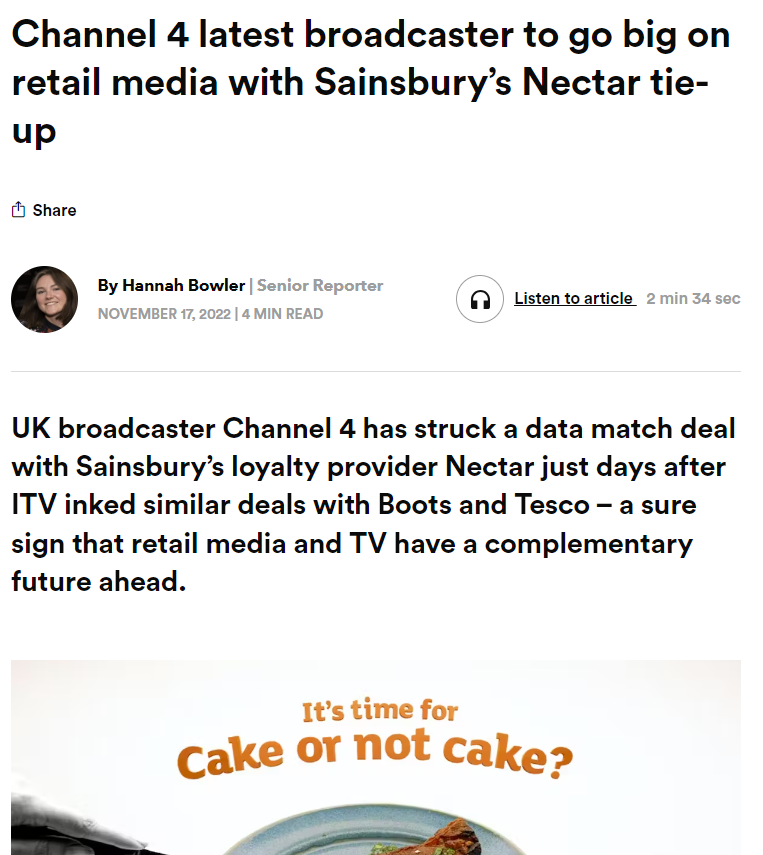 Channel 4 latest broadcaster to go big on
retail media with Sainsbury’s Nectar tie-
up
Share
By Hannah Bowler | Senior Reporter
NOVEMBER 17, 2022 | 4 MIN READ
Listen to article 2 min 34 sec
UK broadcaster Channel 4 has struck a data match deal
with Sainsbury’s loyalty provider Nectar just days after
ITV inked similar deals with Boots and Tesco – a sure
sign that retail media and TV have a complementary
future ahead.
It’s time for
Cake or not cake?